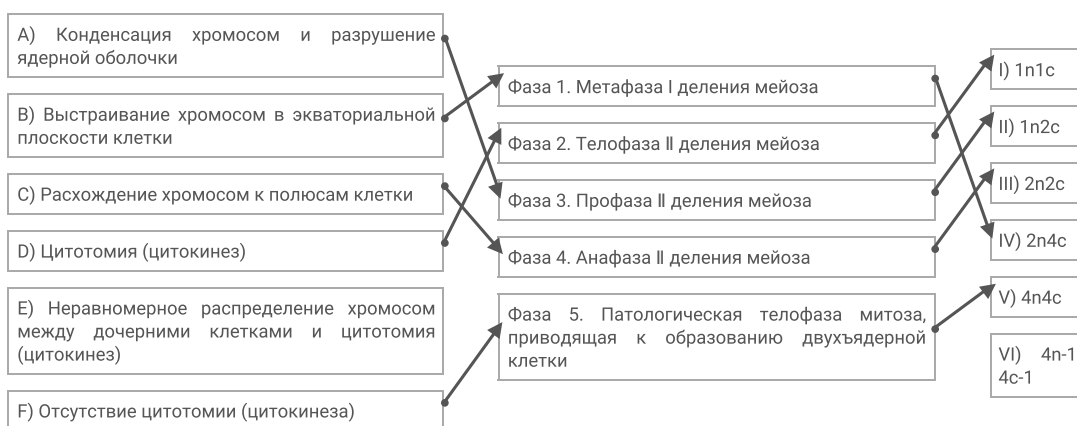 A) Конденсация хромосом и разрушение
ядерной оболочки
B) Выстраивание хромосом в экваториальной
плоскости клетки
C) Расхождение хромосом к полюсам клетки
D) Цитотомия (цитокинез)
E) Неравномерное распределение хромосом
между дочерними клетками и цитотомия
(цитокинез)
F) Отсутствие цитотомии (цитокинеза)
Фаза 1. Метафаза I деления мейоза
Фаза 2. Телофаза II деления мейоза
Фаза 3. Профаза II деления мейоза
Фаза 4. Анафаза II деления мейоза
Фаза 5. Патологическая телофаза митоза,
приводящая к образованию двухъядерной
клетки
I) 1n1c
II) 1n2c
III) 2n2c
IV) 2n4c
V) 4n4c
VI) 4n-1
4c-1